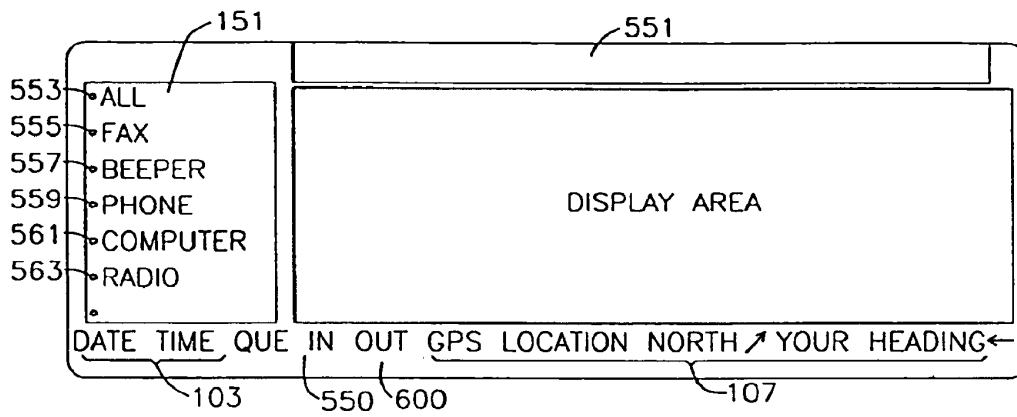 151
551
553 ALL
555 FAX
557 BEEPER
559 PHONE
561 COMPUTER
563 RADIO
DISPLAY AREA
DATE TIME QUE IN OUT GPS LOCATION NORTH↗YOUR HEADING←
103 550 600 107